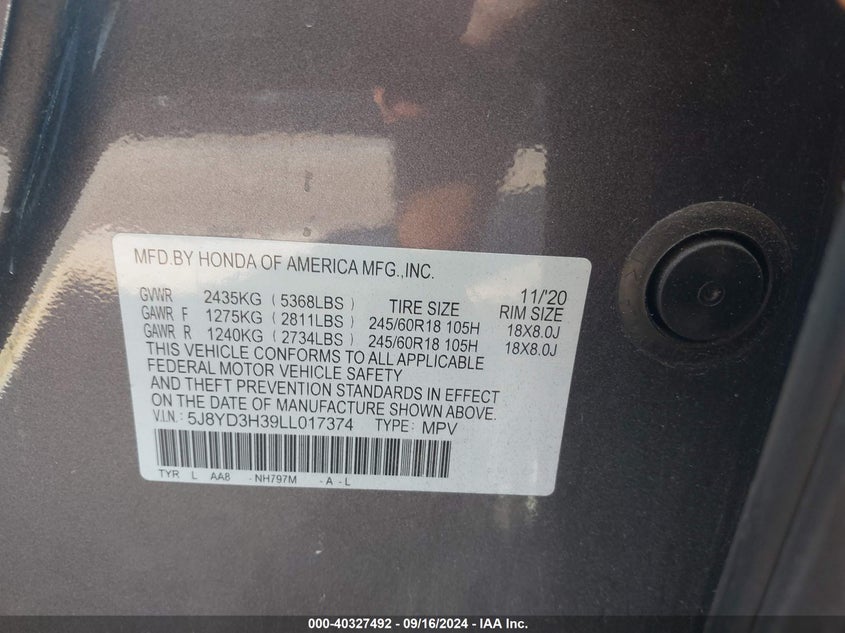 MFD.BY HONDA OF AMERICA MFG.,INC.
11/'20
GVWR 2435KG (5368LBS) TIRE SIZE RIM SIZE
GAWR F 1275KG (2811LBS) 245/60R18 105H 18X8.0J
GAWR R 1240KG (2734LBS) 245/60R18 105H 18X8.0J
THIS VEHICLE CONFORMS TO ALL APPLICABLE
FEDERAL MOTOR VEHICLE SAFETY
AND THEFT PREVENTION STANDARDS IN EFFECT
ON THE DATE OF MANUFACTURE SHOWN ABOVE.
V.I.N.: 5J8YD3H39LL017374 TYPE: MPV
TYR L AA8 -NH797M -A-L
000-40327492 - 09/16/2024 - IAA Inc.